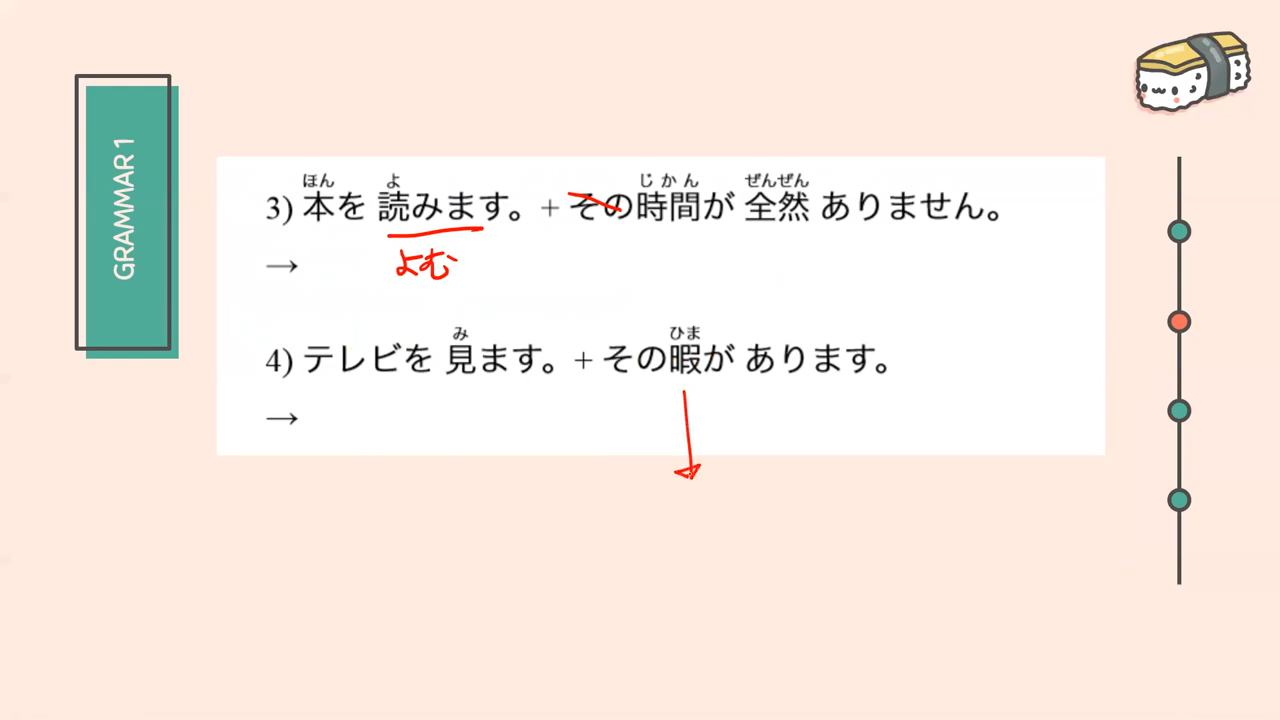 GRAMMAR 1
ほん よ じかん ぜんぜん
3) 本を 読みます。+ その時間が 全然 ありません。
→ よむ
み ひま
4) テレビを 見ます。+ その暇が あります。
→